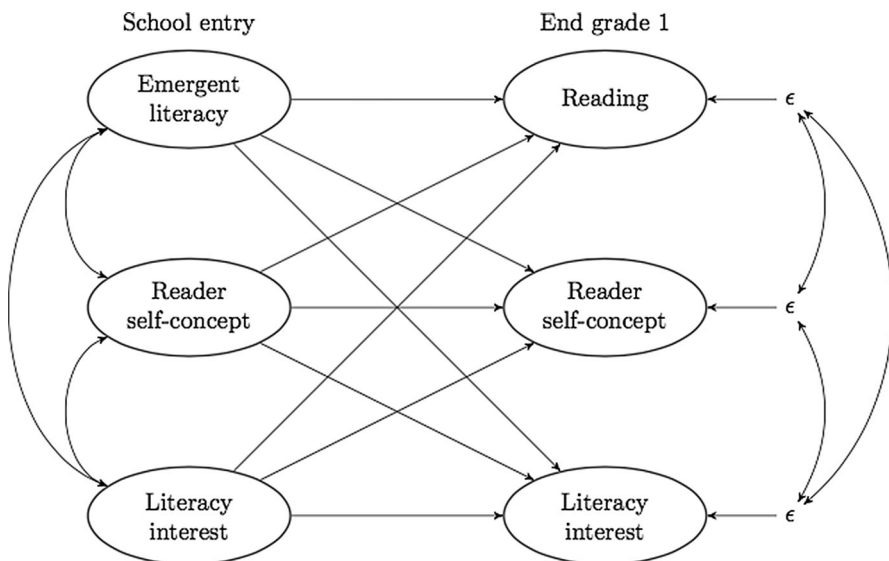 School entry
End grade 1
Emergent
literacy
Reading
ϵ
Reader
self-concept
Reader
self-concept
ϵ
Literacy
interest
Literacy
interest
ϵ